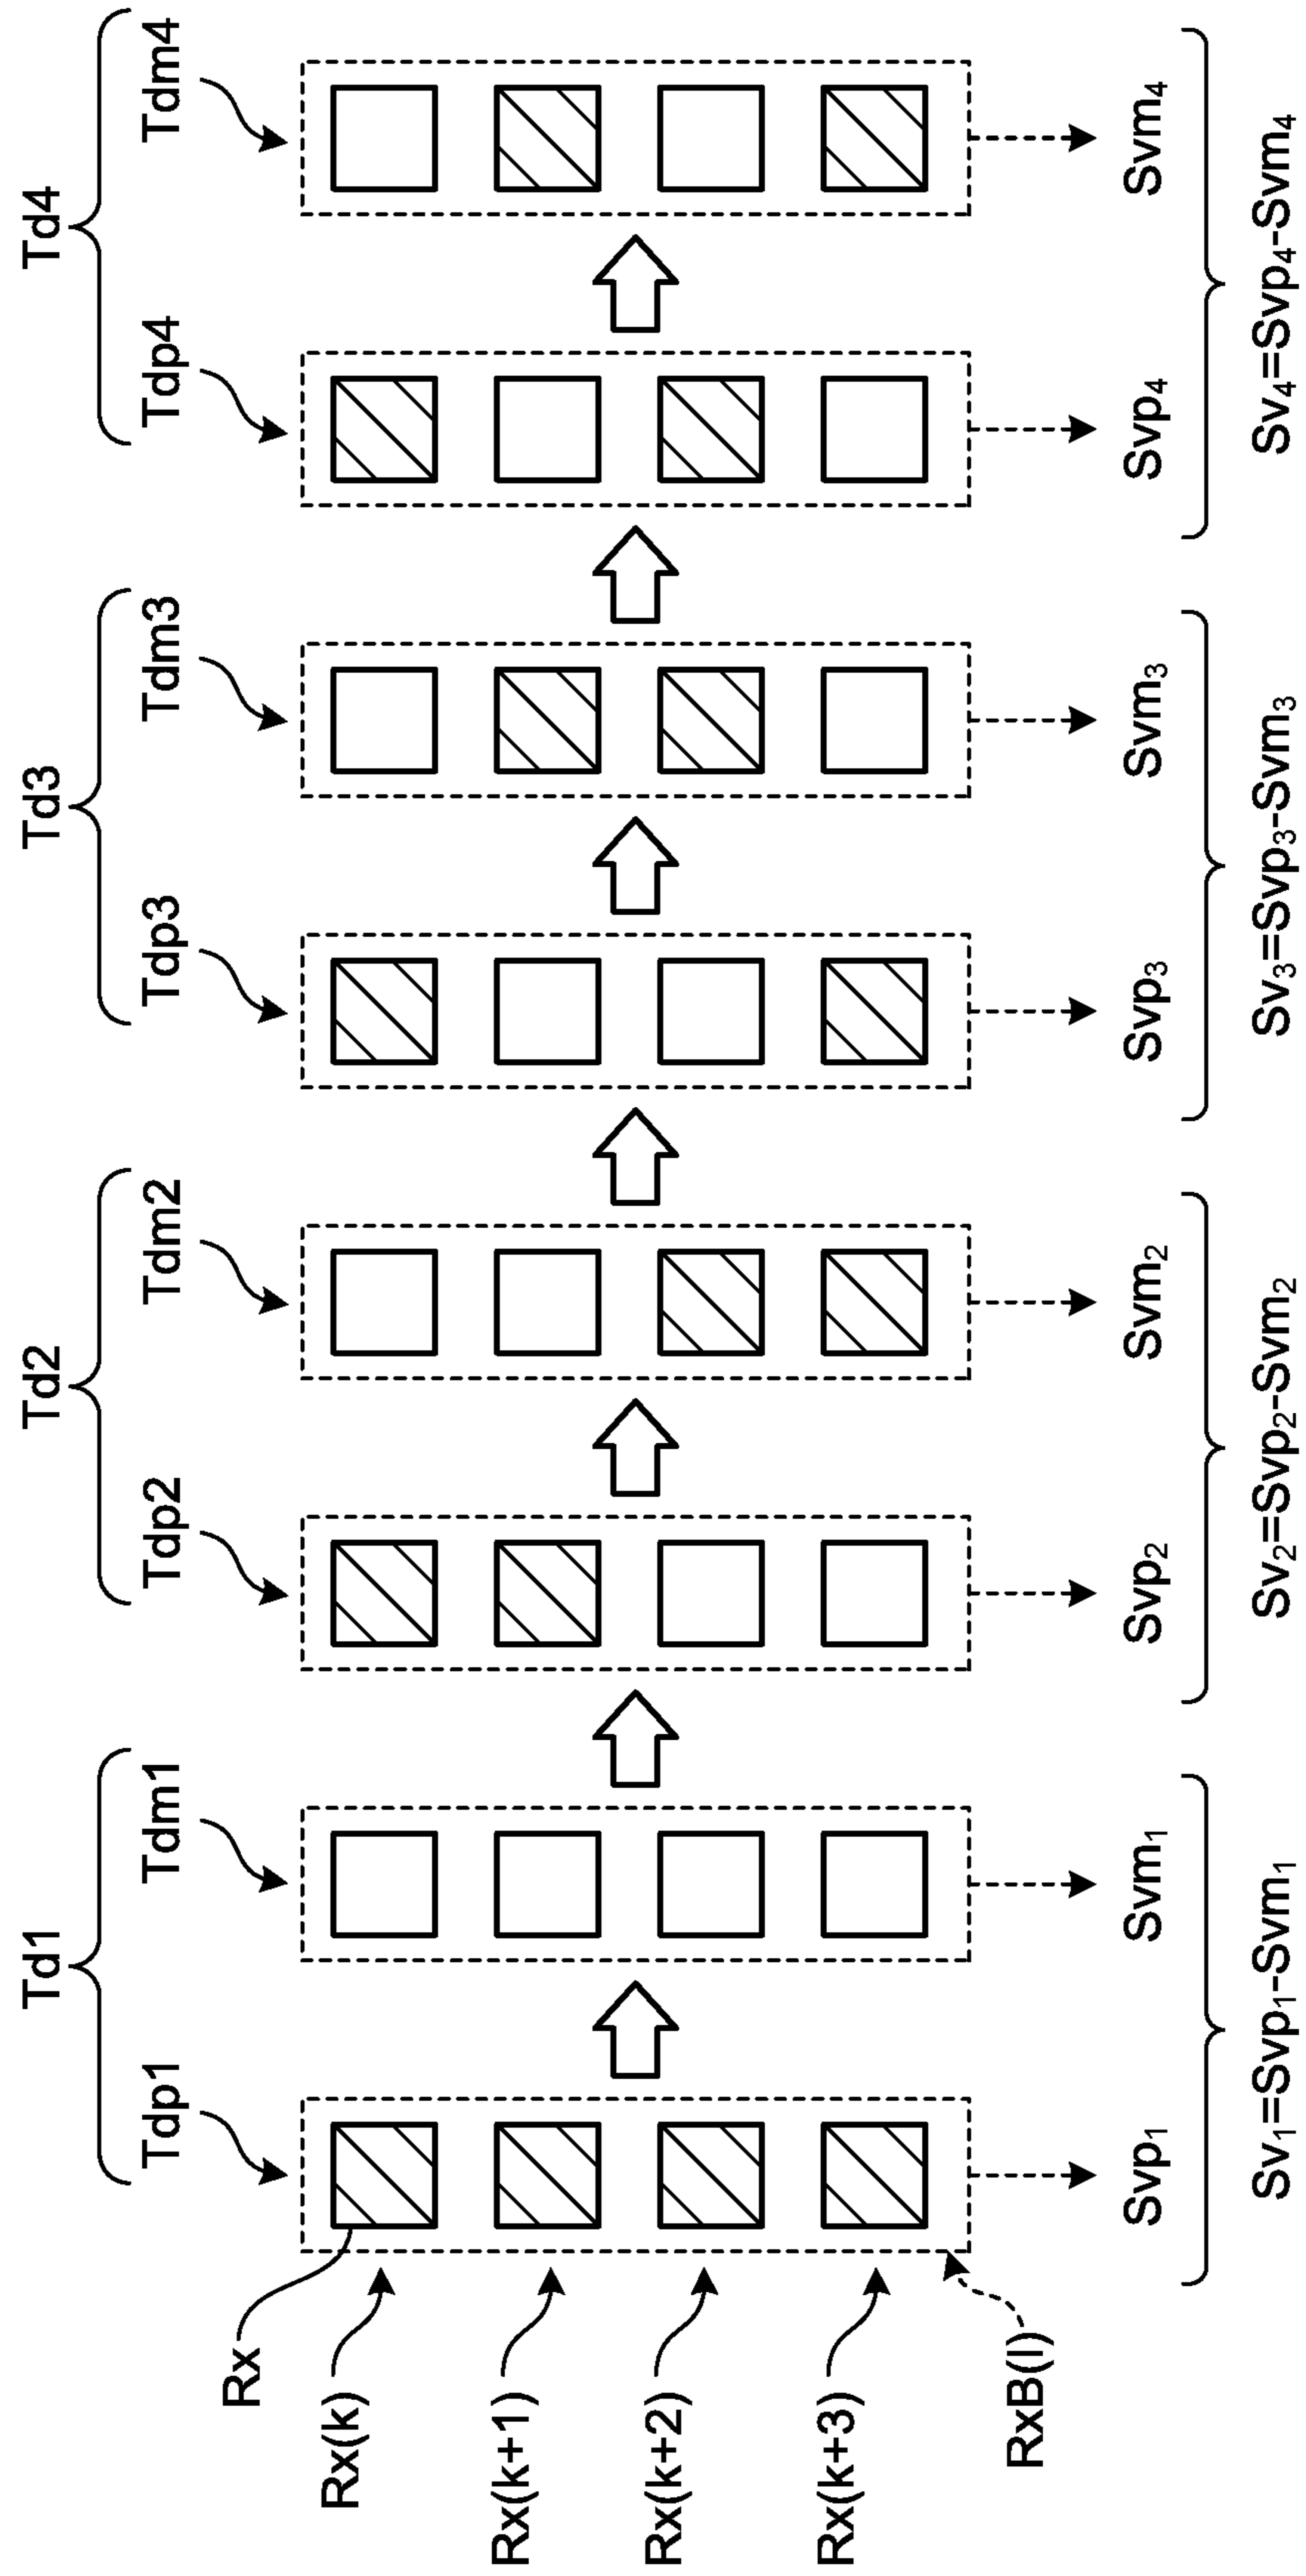 Td1 Td2 Td3 Td4
Tdp1 Tdm1 Tdp2 Tdm2 Tdp3 Tdm3 Tdp4 Tdm4
Rx
Rx(k)
Rx(k+1)
Rx(k+2)
Rx(k+3)
RxB(l)
Svp₁ Svm₁ Svp₂ Svm₂ Svp₃ Svm₃ Svp₄ Svm₄
Sv₁=Svp₁-Svm₁ Sv₂=Svp₂-Svm₂ Sv₃=Svp₃-Svm₃ Sv₄=Svp₄-Svm₄